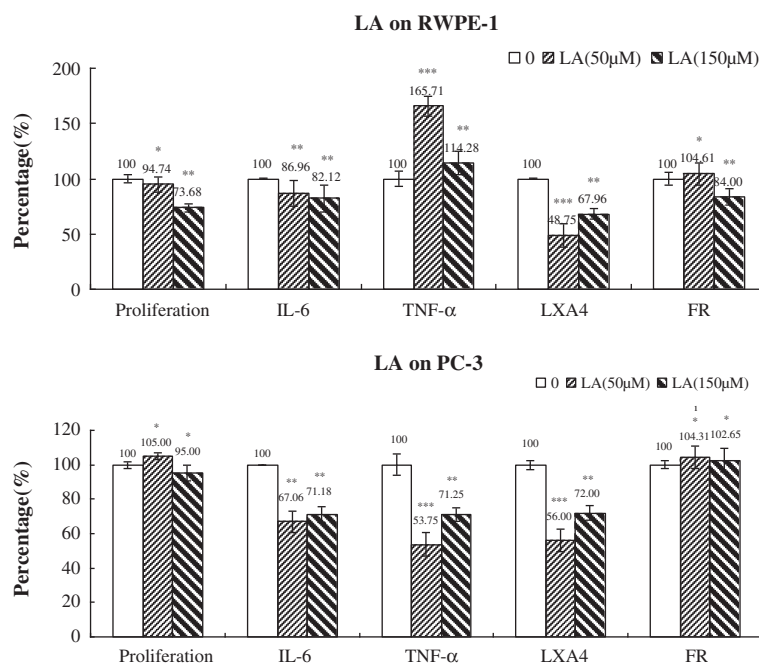 LA on RWPE-1
0 LA(50μM) LA(150μM)
Percentage(%)
200
150
100
50
0
100 * 94.74 ** 73.68
100 ** 86.96 ** 82.12
100 *** 165.71 ** 114.28
100 *** 48.75 ** 67.96
100 * 104.61 ** 84.00
Proliferation IL-6 TNF-α LXA4 FR
LA on PC-3
0 LA(50μM) LA(150μM)
Percentage(%)
120
100
80
60
40
20
0
100 * 105.00 * 95.00
100 ** 67.06 ** 71.18
100 *** 53.75 ** 71.25
100 *** 56.00 ** 72.00
100 1 * 104.31 * 102.65
Proliferation IL-6 TNF-α LXA4 FR